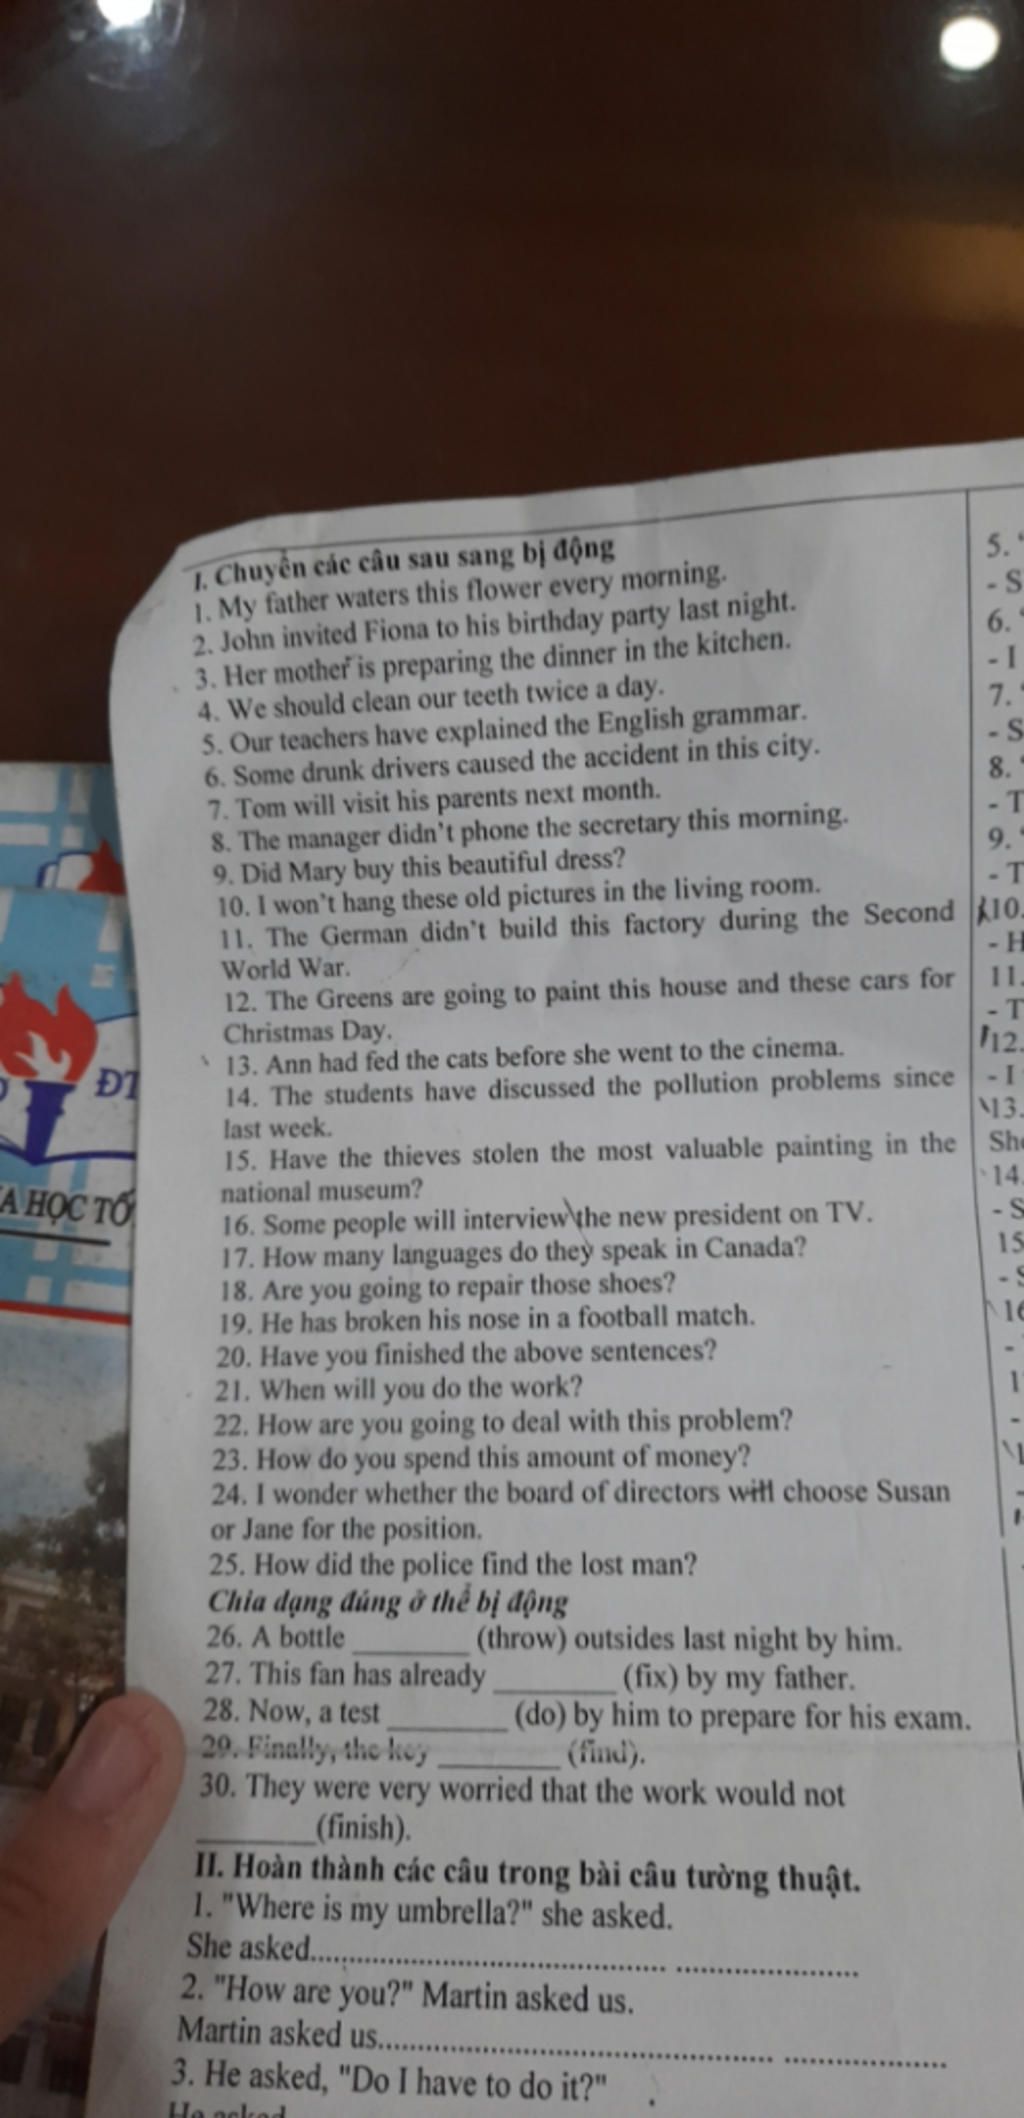 I. Chuyển các câu sau sang bị động
1. My father waters this flower every morning.
2. John invited Fiona to his birthday party last night.
3. Her mother is preparing the dinner in the kitchen.
4. We should clean our teeth twice a day.
5. Our teachers have explained the English grammar.
6. Some drunk drivers caused the accident in this city.
7. Tom will visit his parents next month.
8. The manager didn't phone the secretary this morning.
9. Did Mary buy this beautiful dress?
10. I won't hang these old pictures in the living room.
11. The German didn't build this factory during the Second
World War.
12. The Greens are going to paint this house and these cars for
Christmas Day.
13. Ann had fed the cats before she went to the cinema.
14. The students have discussed the pollution problems since
last week.
15. Have the thieves stolen the most valuable painting in the
national museum?
16. Some people will interview the new president on TV.
17. How many languages do they speak in Canada?
18. Are you going to repair those shoes?
19. He has broken his nose in a football match.
20. Have you finished the above sentences?
21. When will you do the work?
22. How are you going to deal with this problem?
23. How do you spend this amount of money?
24. I wonder whether the board of directors will choose Susan
or Jane for the position.
25. How did the police find the lost man?
Chia dạng đúng ở thể bị động
26. A bottle ________ (throw) outsides last night by him.
27. This fan has already ________ (fix) by my father.
28. Now, a test ________ (do) by him to prepare for his exam.
29. Finally, the key ________ (find).
30. They were very worried that the work would not
________ (finish).
II. Hoàn thành các câu trong bài câu tường thuật.
1. "Where is my umbrella?" she asked.
She asked........................................................
2. "How are you?" Martin asked us.
Martin asked us........................................................
3. He asked, "Do I have to do it?"
He asked
5. "
- S
6. "
- I
7. "
- S
8. "
- T
9. "
- T
10.
- H
11.
- T
12.
- I
13.
She
14.
- S
15
- S
16
-
ĐT
A HỌC TỐ